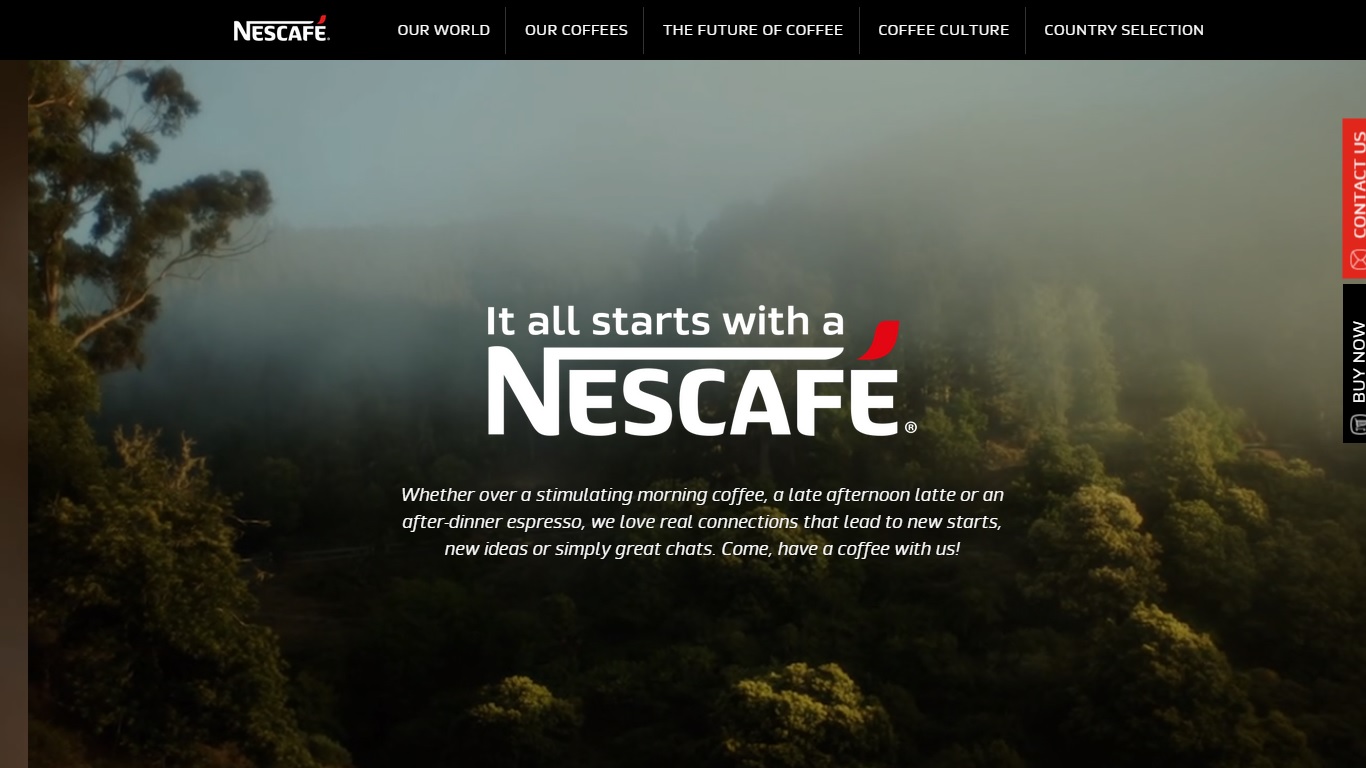 NESCAFÉ
OUR WORLD
OUR COFFEES
THE FUTURE OF COFFEE
COFFEE CULTURE
COUNTRY SELECTION
CONTACT US
BUY NOW
It all starts with a
NESCAFÉ®
Whether over a stimulating morning coffee, a late afternoon latte or an
after-dinner espresso, we love real connections that lead to new starts,
new ideas or simply great chats. Come, have a coffee with us!